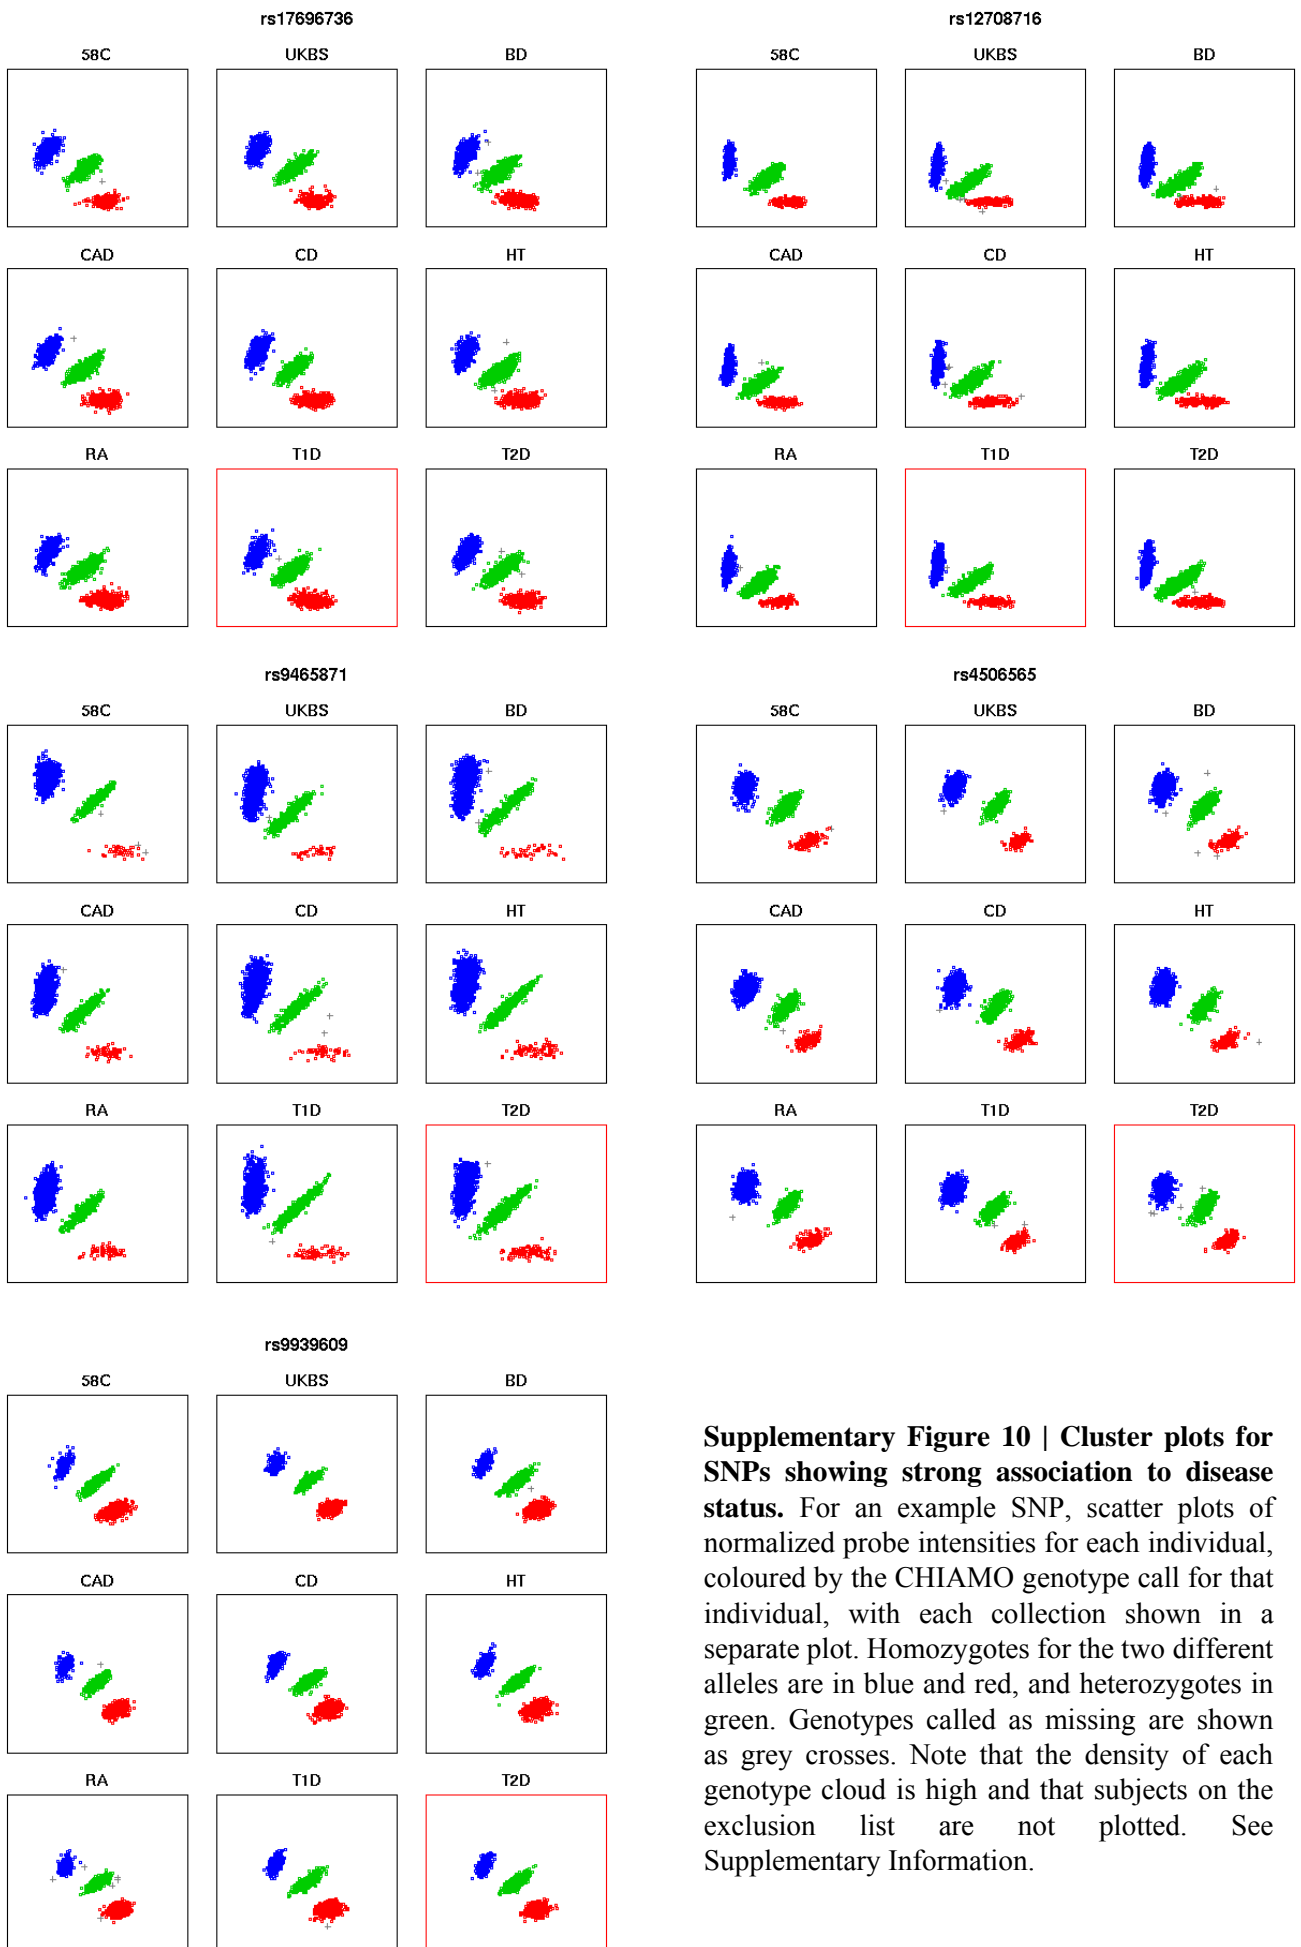 rs17696736
58C UKBS BD
CAD CD HT
RA T1D T2D
rs12708716
58C UKBS BD
CAD CD HT
RA T1D T2D
rs9465871
58C UKBS BD
CAD CD HT
RA T1D T2D
rs4506565
58C UKBS BD
CAD CD HT
RA T1D T2D
rs9939609
58C UKBS BD
CAD CD HT
RA T1D T2D
Supplementary Figure 10 | Cluster plots for
SNPs showing strong association to disease
status. For an example SNP, scatter plots of
normalized probe intensities for each individual,
coloured by the CHIAMO genotype call for that
individual, with each collection shown in a
separate plot. Homozygotes for the two different
alleles are in blue and red, and heterozygotes in
green. Genotypes called as missing are shown
as grey crosses. Note that the density of each
genotype cloud is high and that subjects on the
exclusion list are not plotted. See
Supplementary Information.